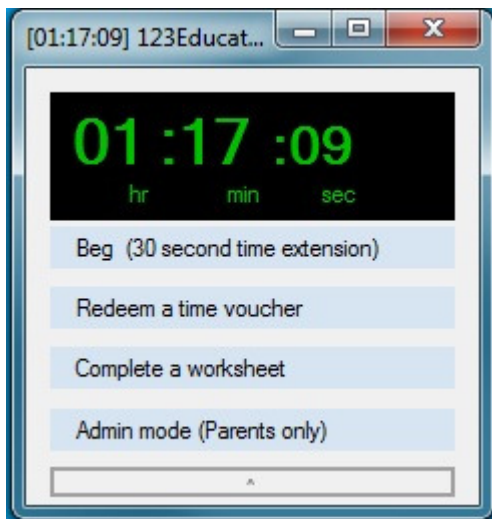 [01:17:09] 123Educat...
01 :17 :09
hr min sec
Beg (30 second time extension)
Redeem a time voucher
Complete a worksheet
Admin mode (Parents only)
^